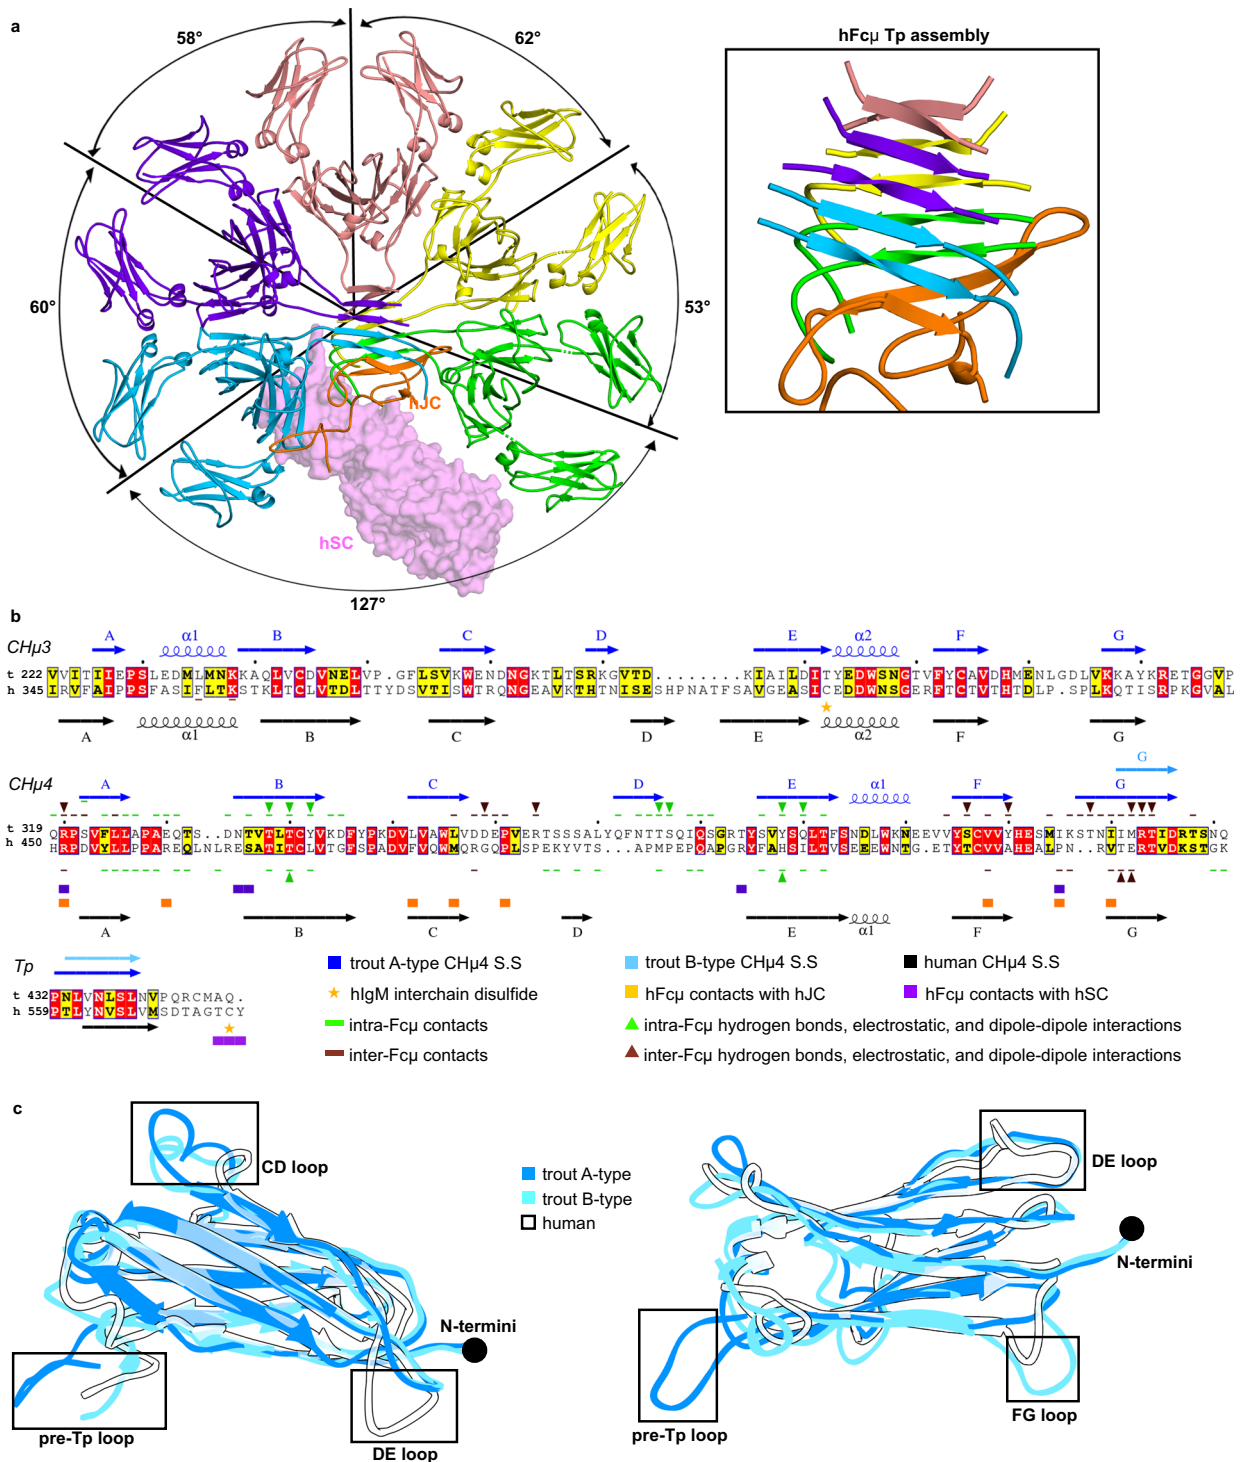 a
58°
62°
hFcµ Tp assembly
60°
53°
hJC
hSC
127°
b
A α1 B C D E α2 F G
CHµ3
t 222 VVITIIEPSLEDMLMNKKAQLVCDVNELVP.GFLSVKWENDNGKTLTSRKGVTD........KIAILDITYEDWSNGTVFYCAVDHMENLGDLVKKAYKRETGGVP
h 345 IRVFAIPPSFASIFLTKSTKLTCLVTDLTTYDSVTISWTRQNGEAVKTHTNISESHPNATFSAVGEASICEDDWNSGERFTCTVTHTDLP.SPLKQTISRPKGVAL
A α1 B C D E α2 F G
G
CHµ4
A B C D E α1 F G
t 319 QRPSVFLLAPAEQTS..DNTVTLTCYVKDFYPKDVLVAWLVDDEPVERTSSSALYQFNTTSQIQSGRTYSVYSQLTFSNDLWKNEEVVYSCVVYHESMIKSTNIMRTIDRTSNQ
h 450 HRPDVYLLPPAREQLNLRESATITCLVTGFSPADVFVQWMQRGQPLSPEKYVTS...APMPEPQAPGRYFAHSILTVSEEEWNTG.ETYTCVVAHEALPN..RVTERTVDKSTGK
A B C D E α1 F G
Tp
t 432 PNLVNLSLNVPQRCMAQ.
h 559 PTLYNVSLVMSDTAGTCY
trout A-type CHµ4 S.S
trout B-type CHµ4 S.S
human CHµ4 S.S
hIgM interchain disulfide
hFcµ contacts with hJC
hFcµ contacts with hSC
intra-Fcµ contacts
intra-Fcµ hydrogen bonds, electrostatic, and dipole-dipole interactions
inter-Fcµ contacts
inter-Fcµ hydrogen bonds, electrostatic, and dipole-dipole interactions
c
CD loop
trout A-type
trout B-type
human
DE loop
N-termini
N-termini
pre-Tp loop
DE loop
pre-Tp loop
FG loop